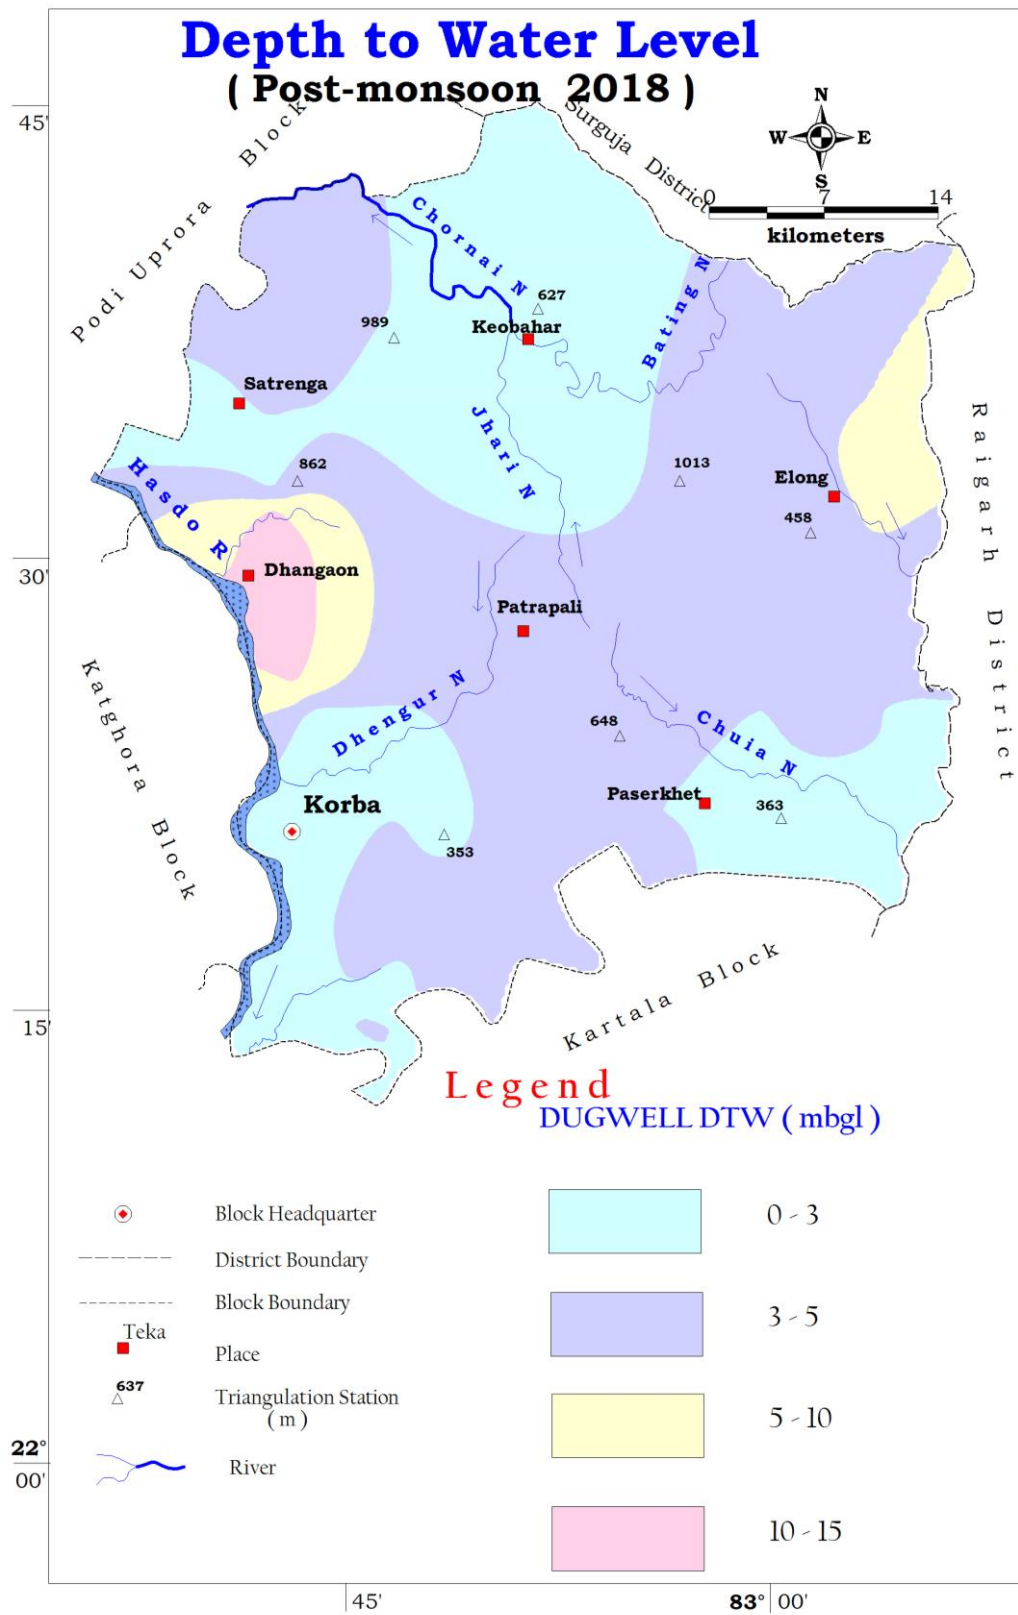 Depth to Water Level
( Post-monsoon 2018 )
45'
Podi Uprora Block
Surguja District
N
W E
S
0 7 14
kilometers
Chornai N
Bating N
627
989
Keobahar
Satrenga
Jhari N
862
1013
Hasdo R
Elong
458
Raigarh District
30'
Dhangaon
Patrapali
Katghora Block
Dhengur N
648
Chuia N
Paserkhet
363
Korba
353
Kartala Block
15'
Legend
DUGWELL DTW ( mbgl )
Block Headquarter
0 - 3
District Boundary
Block Boundary
3 - 5
Teka
Place
637
Triangulation Station
( m )
5 - 10
22°
00'
River
10 - 15
45'
83° 00'